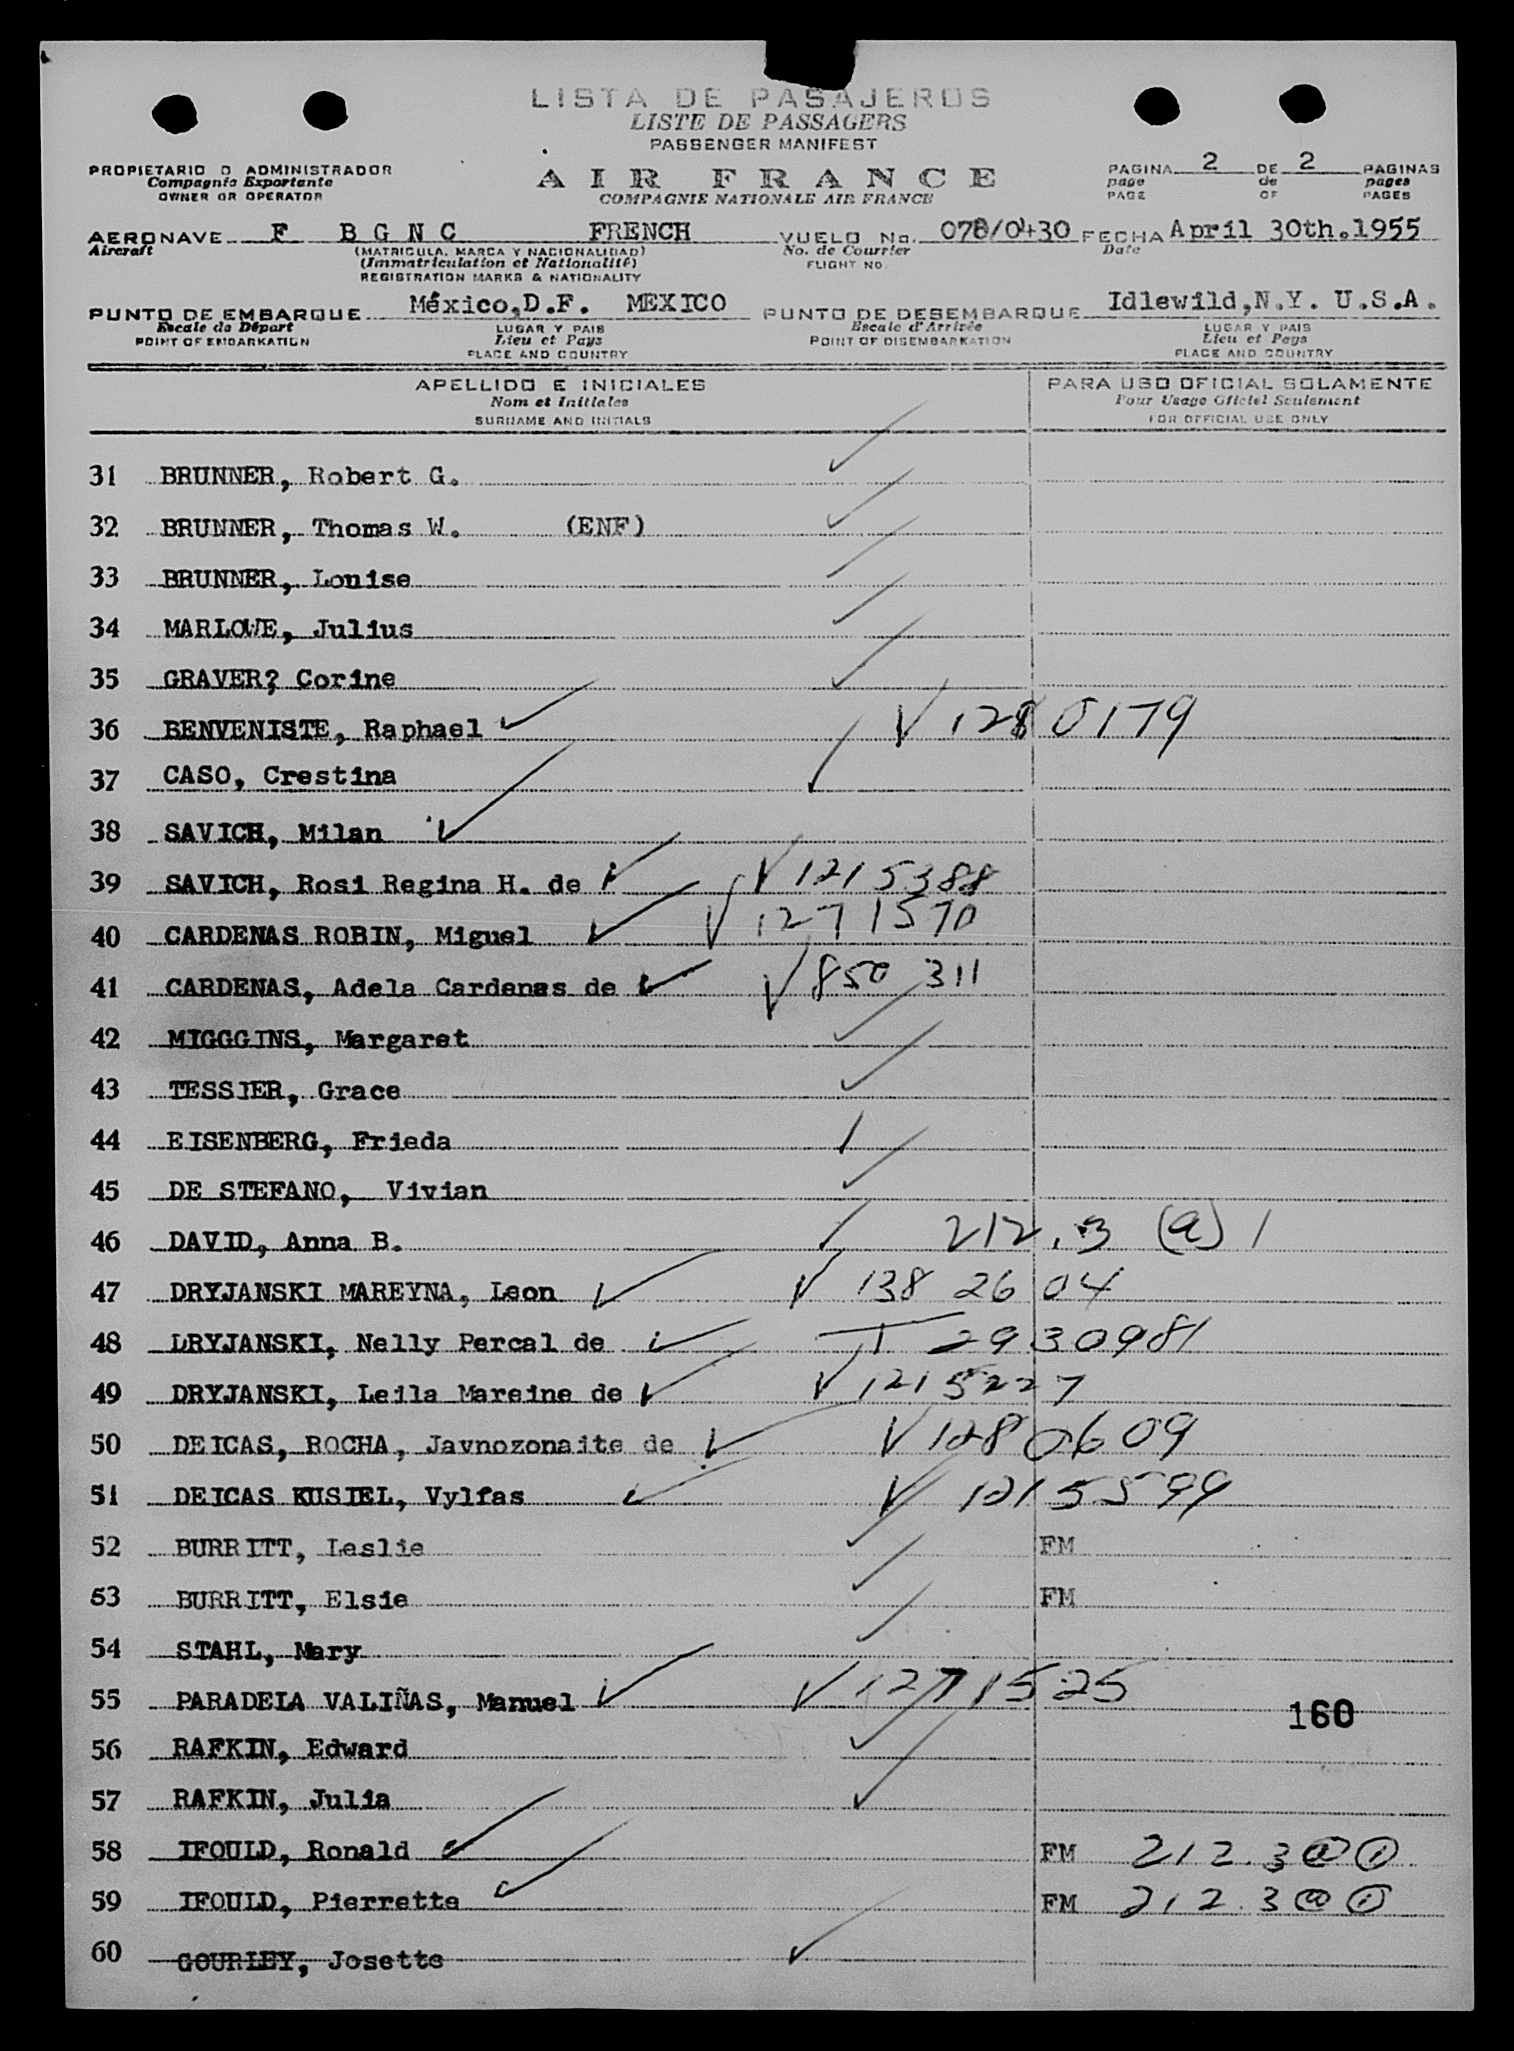 LISTA DE PASAJEROS
LISTE DE PASSAGERS
PASSENGER MANIFEST
PROPIETARIO O ADMINISTRADOR
Compagnie Exportante
OWNER OR OPERATOR
AIR FRANCE
COMPAGNIE NATIONALE AIR FRANCE
PAGINA 2 DE 2 PAGINAS
page de pages
PAGE OF PAGES
AERONAVE F BGNC FRENCH VUELO No. 078/0430 FECHA April 30th.1955
Aircraft (MATRICULA, MARCA Y NACIONALIDAD) No. de Courrier Date
(Immatriculation et Nationalité) FLIGHT NO.
REGISTRATION MARKS & NATIONALITY
PUNTO DE EMBARQUE México,D.F. MEXICO PUNTO DE DESEMBARQUE Idlewild,N.Y. U.S.A.
Escale de Départ LUGAR Y PAIS Escale d'Arrivée LUGAR Y PAIS
POINT OF EMBARKATION Lieu et Pays POINT OF DISEMBARKATION Lieu et Pays
PLACE AND COUNTRY PLACE AND COUNTRY
APELLIDO E INICIALES PARA USO OFICIAL SOLAMENTE
Nom et Initiales Pour Usage Officiel Seulement
SURNAME AND INITIALS FOR OFFICIAL USE ONLY
31 BRUNNER, Robert G. ✓
32 BRUNNER, Thomas W. (ENF) ✓
33 BRUNNER, Louise ✓
34 MARLOWE, Julius ✓
35 GRAVER? Corine ✓
36 BENVENISTE, Raphael ✓ V 1280179
37 CASO, Crestina ✓
38 SAVICH, Milan ✓
39 SAVICH, Rosi Regina H. de ✓ V 1215388
40 CARDENAS ROBIN, Miguel ✓ V 1271570
41 CARDENAS, Adela Cardenas de ✓ V 850 311
42 MIGGGINS, Margaret ✓
43 TESSIER, Grace ✓
44 EISENBERG, Frieda /
45 DE STEFANO, Vivian ✓
46 DAVID, Anna B. ✓ 212.3 (a) 1
47 DRYJANSKI MAREYNA, Leon ✓ V 138 26 04
48 DRYJANSKI, Nelly Percal de ✓ T 2930981
49 DRYJANSKI, Leila Mareine de ✓ V 1215227
50 DEICAS, ROCHA, Javnozonaite de ✓ V 1280609
51 DEICAS KUSIEL, Vylfas ✓ V 1215599
52 BURRITT, Leslie ✓ FM
53 BURRITT, Elsie ✓ FM
54 STAHL, Mary ✓
55 PARADELA VALIÑAS, Manuel ✓ V 1271525
160
56 RAFKIN, Edward ✓
57 RAFKIN, Julia ✓
58 IFOULD, Ronald ✓ FM 212.3 (a) (1)
59 IFOULD, Pierrette ✓ FM 212.3 (a) (1)
60 GOURLEY, Josette ✓